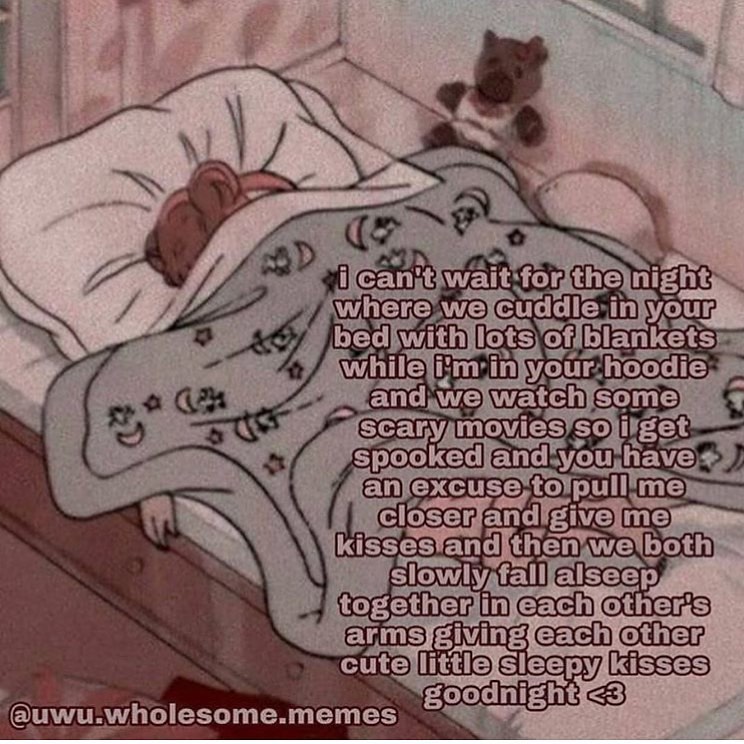 i can't wait for the night
where we cuddle in your
bed with lots of blankets
while i'm in your hoodie
and we watch some
scary movies so i get
spooked and you have
an excuse to pull me
closer and give me
kisses and then we both
slowly fall alseep
together in each other's
arms giving each other
cute little sleepy kisses
goodnight <3
@uwu.wholesome.memes